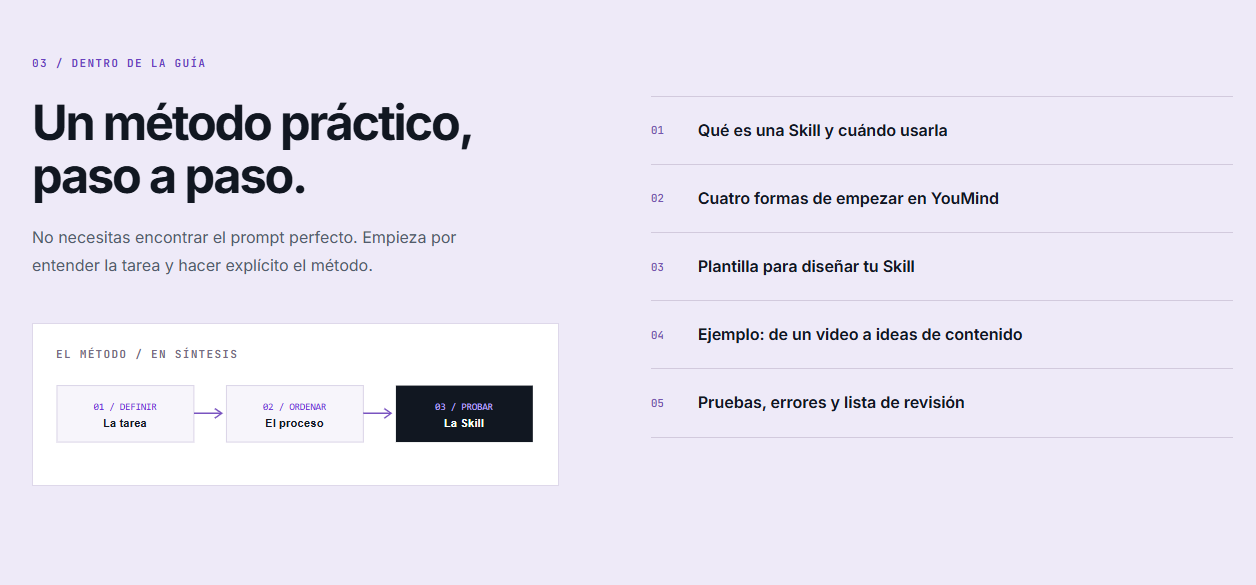 03 / DENTRO DE LA GUÍA
Un método práctico,
paso a paso.
No necesitas encontrar el prompt perfecto. Empieza por
entender la tarea y hacer explícito el método.
EL MÉTODO / EN SÍNTESIS
01 / DEFINIR
La tarea
02 / ORDENAR
El proceso
03 / PROBAR
La Skill
01 Qué es una Skill y cuándo usarla
02 Cuatro formas de empezar en YouMind
03 Plantilla para diseñar tu Skill
04 Ejemplo: de un video a ideas de contenido
05 Pruebas, errores y lista de revisión